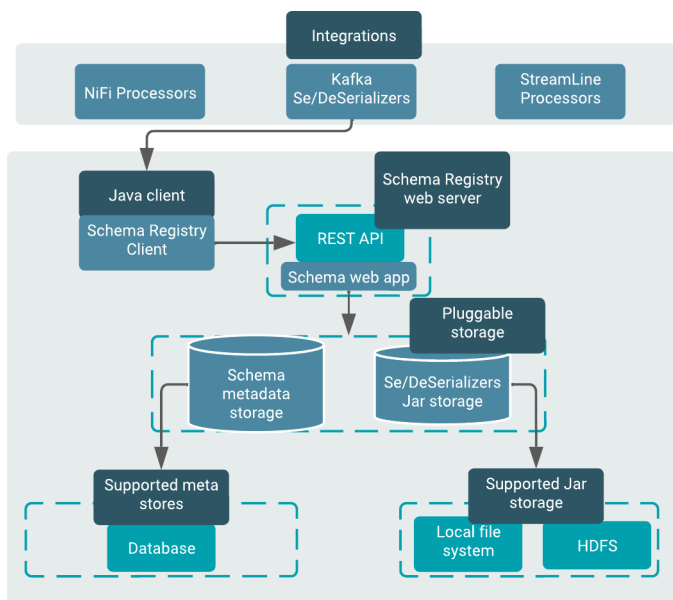 Integrations
NiFi Processors
Kafka
Se/DeSerializers
StreamLine
Processors
Java client
Schema Registry
Client
Schema Registry
web server
REST API
Schema web app
Pluggable
storage
Schema
metadata
storage
Se/DeSerializers
Jar storage
Supported meta
stores
Database
Supported Jar
storage
Local file
system
HDFS